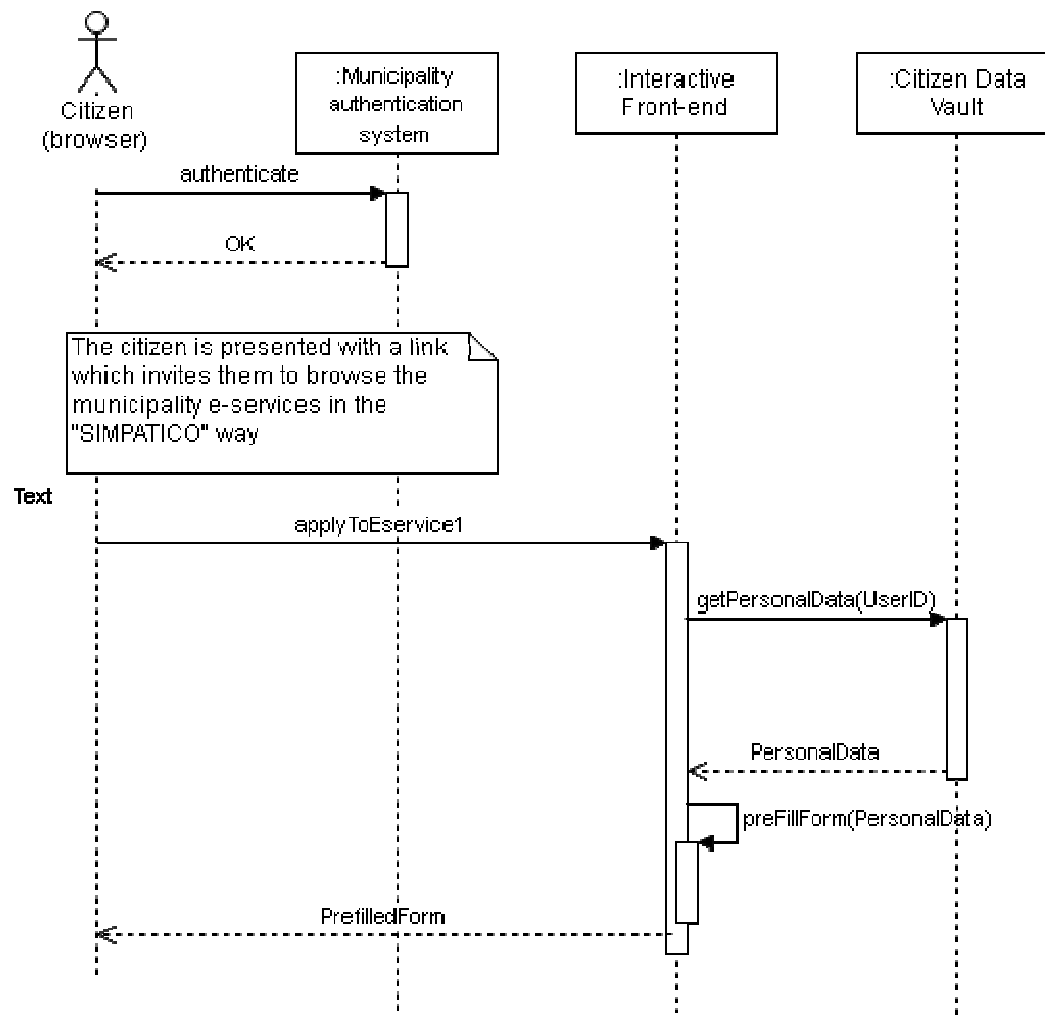 Citizen
(browser)
:Municipality
authentication
system
:Interactive
Front-end
:Citizen Data
Vault
authenticate
OK
The citizen is presented with a link
which invites them to browse the
municipality e-services in the
"SIMPATICO" way
Text
applyToEservice1
getPersonalData(UserID)
PersonalData
preFillForm(PersonalData)
PrefilledForm